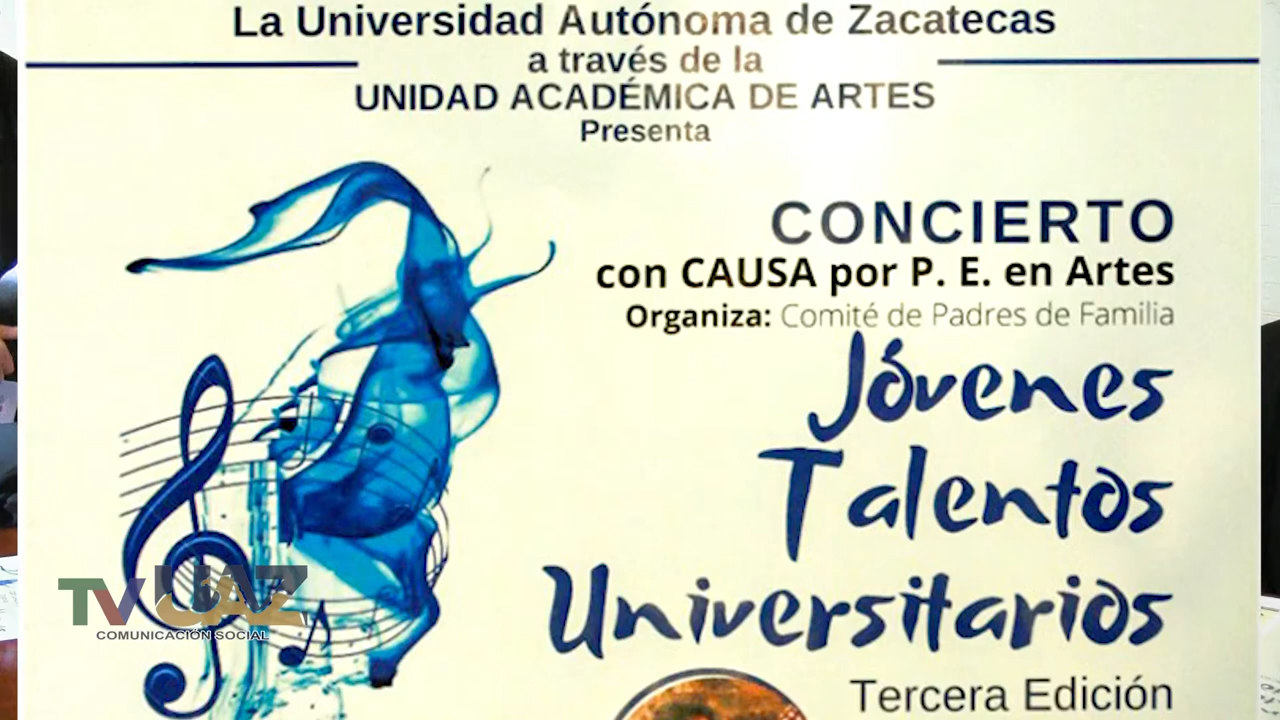 La Universidad Autónoma de Zacatecas
a través de la
UNIDAD ACADÉMICA DE ARTES
Presenta
CONCIERTO
con CAUSA por P. E. en Artes
Organiza: Comité de Padres de Familia
Jóvenes
Talentos
Universitarios
Tercera Edición
TV UAZ
COMUNICACIÓN SOCIAL